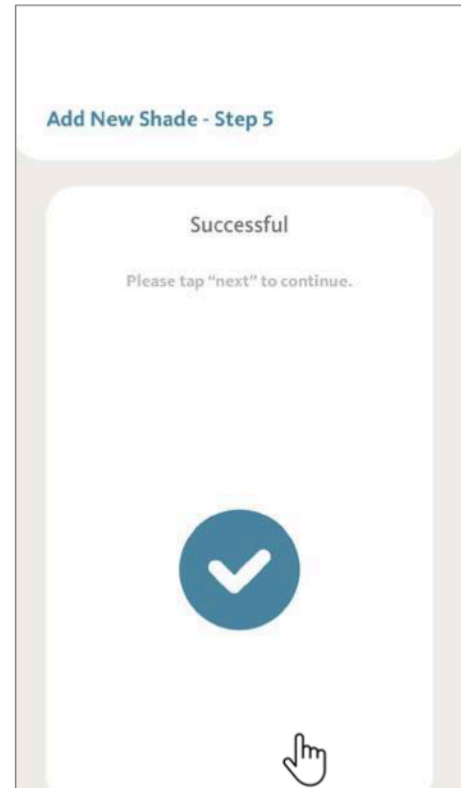 Add New Shade - Step 5
Successful
Please tap “next” to continue.